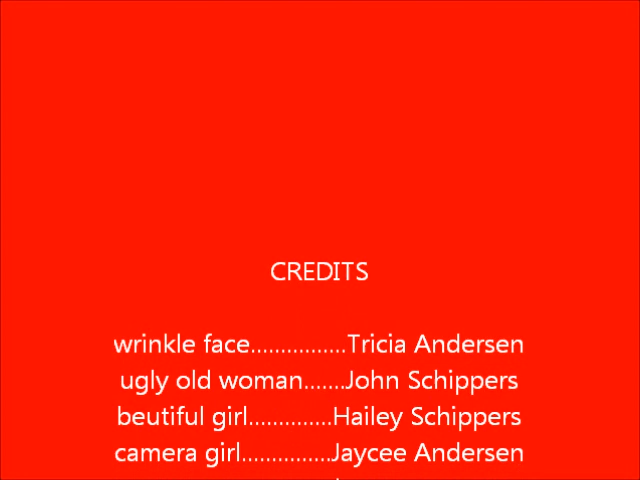 CREDITS
wrinkle face................Tricia Andersen
ugly old woman.......John Schippers
beutiful girl..............Hailey Schippers
camera girl...............Jaycee Andersen